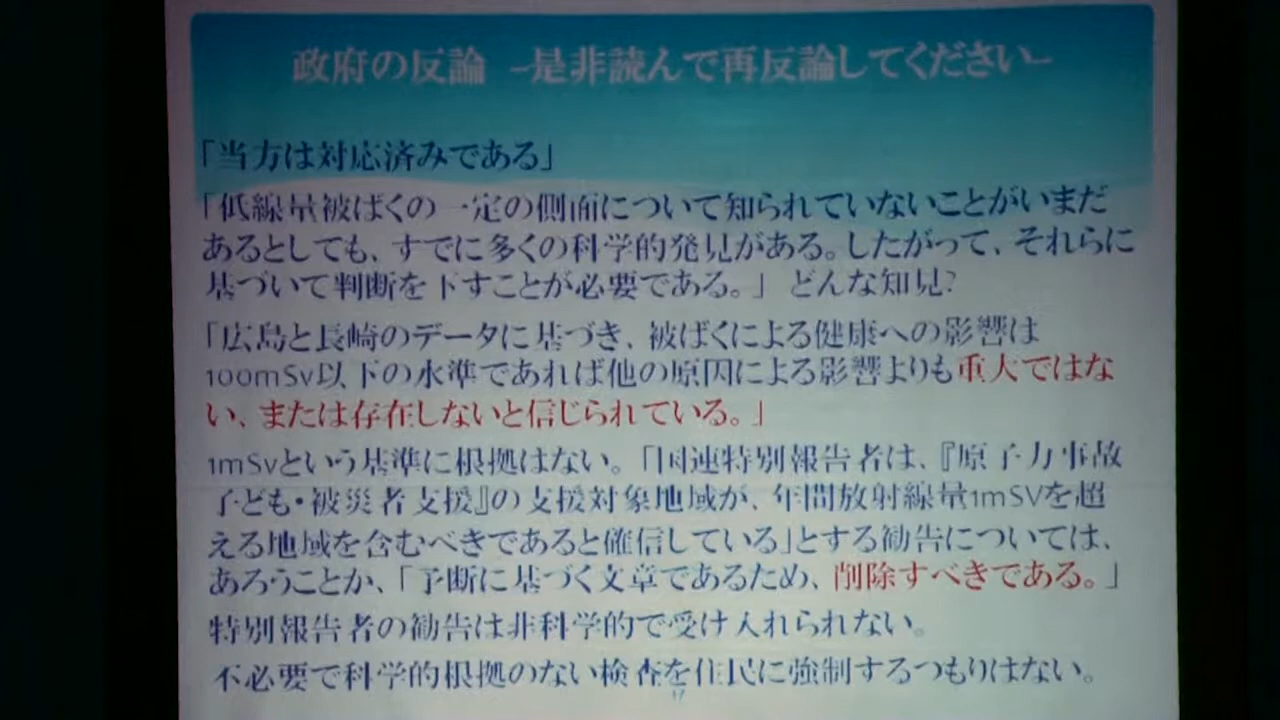 政府の反論 -是非読んで再反論してください-
「当方は対応済みである」
「低線量被ばくの一定の側面について知られていないことがいまだ
あるとしても、すでに多くの科学的発見がある。したがって、それらに
基づいて判断を下すことが必要である。」 どんな知見?
「広島と長崎のデータに基づき、被ばくによる健康への影響は
100mSv以下の水準であれば他の原因による影響よりも重大ではな
い、または存在しないと信じられている。」
1mSvという基準に根拠はない。「国連特別報告者は、『原子力事故
子ども・被災者支援』の支援対象地域が、年間放射線量1mSVを超
える地域を含むべきであると確信している」とする勧告については、
あろうことか、「予断に基づく文章であるため、削除すべきである。」
特別報告者の勧告は非科学的で受け入れられない。
不必要で科学的根拠のない検査を住民に強制するつもりはない。
17